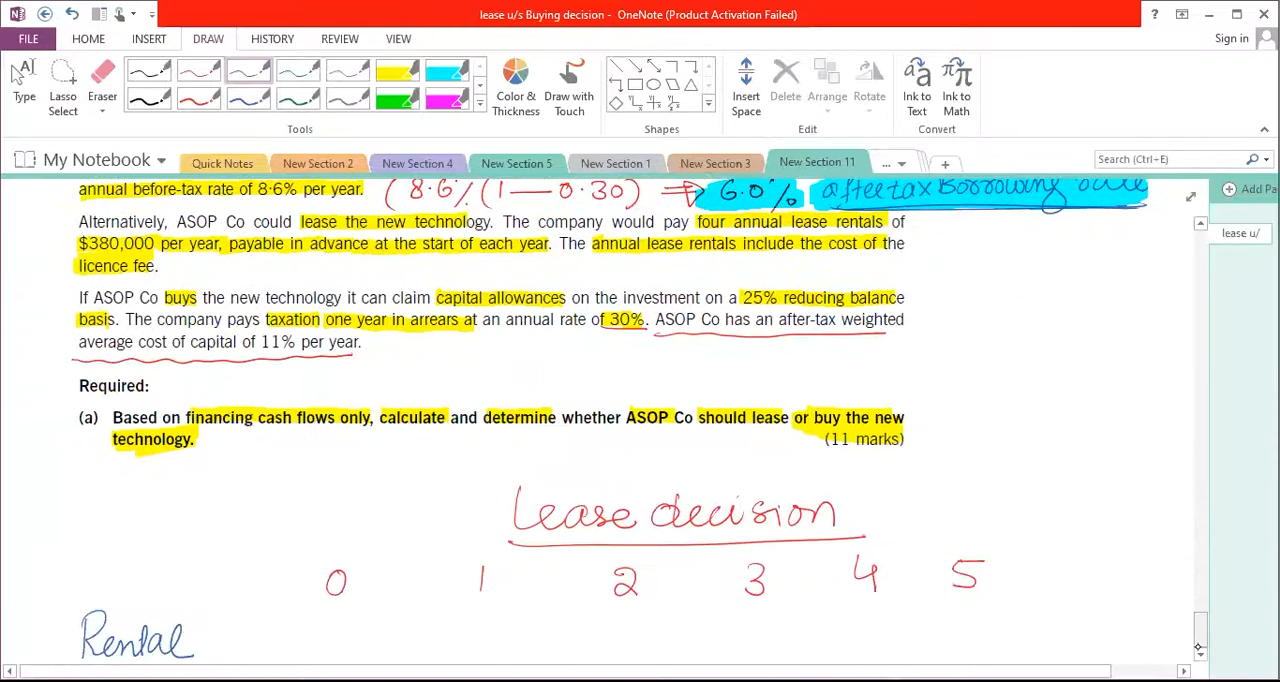 lease u/s Buying decision - OneNote (Product Activation Failed)
FILE HOME INSERT DRAW HISTORY REVIEW VIEW
Sign in
Type
Lasso Select
Eraser
Color & Thickness
Draw with Touch
Insert Space
Delete
Arrange
Rotate
Ink to Text
Ink to Math
Tools
Shapes
Edit
Convert
My Notebook
Quick Notes
New Section 2
New Section 4
New Section 5
New Section 1
New Section 3
New Section 11
...
Search (Ctrl+E)
Add Pa
lease u/
annual before-tax rate of 8·6% per year. (8.6%(1—0.30) ⇒ 6.0% after tax Borrowing rate
Alternatively, ASOP Co could lease the new technology. The company would pay four annual lease rentals of
$380,000 per year, payable in advance at the start of each year. The annual lease rentals include the cost of the
licence fee.
If ASOP Co buys the new technology it can claim capital allowances on the investment on a 25% reducing balance
basis. The company pays taxation one year in arrears at an annual rate of 30%. ASOP Co has an after-tax weighted
average cost of capital of 11% per year.
Required:
(a) Based on financing cash flows only, calculate and determine whether ASOP Co should lease or buy the new
technology. (11 marks)
Lease decision
0 1 2 3 4 5
Rental